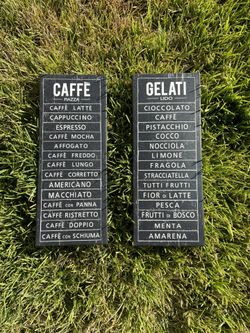 CAFFÈ
PIAZZA
CAFFÈ LATTE
CAPPUCCINO
ESPRESSO
CAFFÈ MOCHA
AFFOGATO
CAFFÈ FREDDO
CAFFÈ LUNGO
CAFFÈ CORRETTO
AMERICANO
MACCHIATO
CAFFÈ CON PANNA
CAFFÈ RISTRETTO
CAFFÈ DOPPIO
CAFFÈ CON SCHIUMA
GELATI
LIDO
CIOCCOLATO
CAFFÈ
PISTACCHIO
COCCO
NOCCIOLA
LIMONE
FRAGOLA
STRACCIATELLA
TUTTI FRUTTI
FIOR DI LATTE
PESCA
FRUTTI DI BOSCO
MENTA
AMARENA